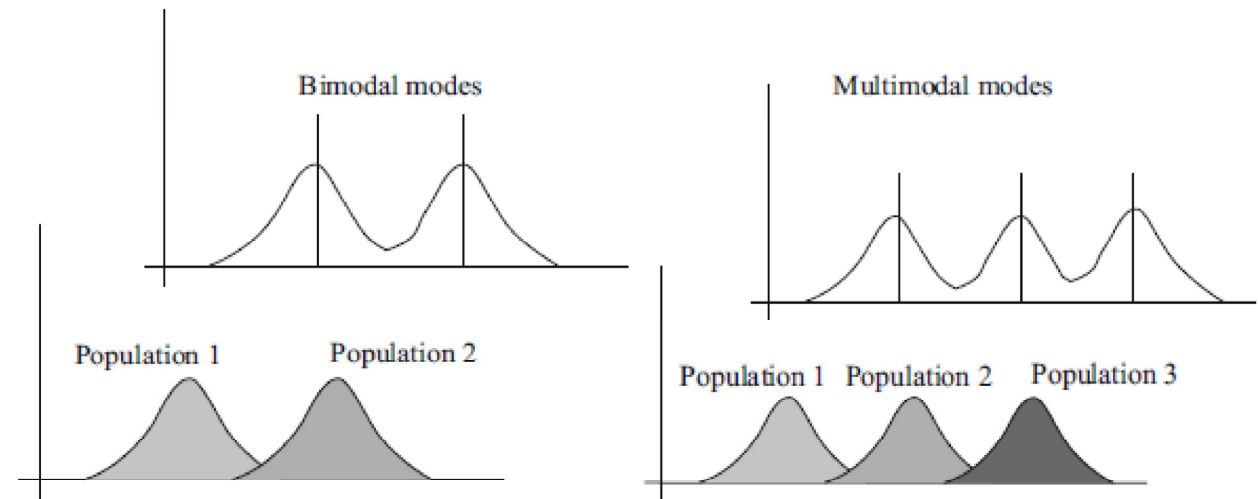 Bimodal modes
Multimodal modes
Population 1
Population 2
Population 1
Population 2
Population 3